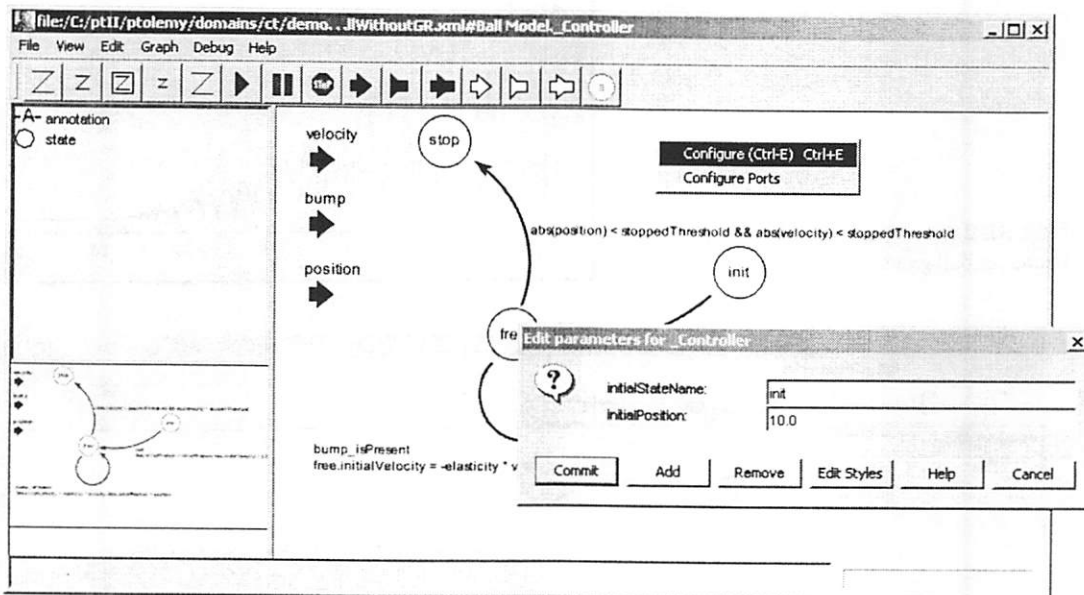 file:/C:/ptII/ptolemy/domains/ct/demo. . .llWithoutGR.xml#Ball Model._Controller
File View Edit Graph Debug Help
-A- annotation
state
velocity
bump
position
stop
Configure (Ctrl-E) Ctrl+E
Configure Ports
abs(position) < stoppedThreshold && abs(velocity) < stoppedThreshold
init
fre
Edit parameters for _Controller
initialStateName: init
initialPosition: 10.0
Commit Add Remove Edit Styles Help Cancel
bump_isPresent
free.initialVelocity = -elasticity * v